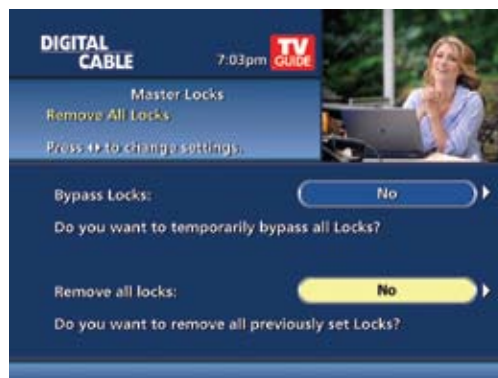 DIGITAL
CABLE
7:03pm
TV
GUIDE
Master Locks
Remove All Locks
Press ◀▶ to change settings.
Bypass Locks:
No
Do you want to temporarily bypass all Locks?
Remove all locks:
No
Do you want to remove all previously set Locks?